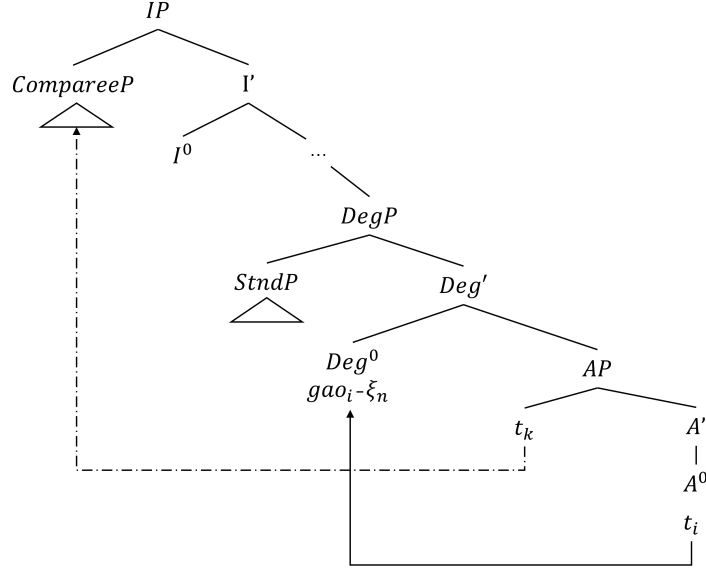 IP
CompareeP I’
I⁰ ...
DegP
StndP Deg′
Deg⁰ AP
gaoᵢ-ξₙ
tₖ A’
A⁰
tᵢ